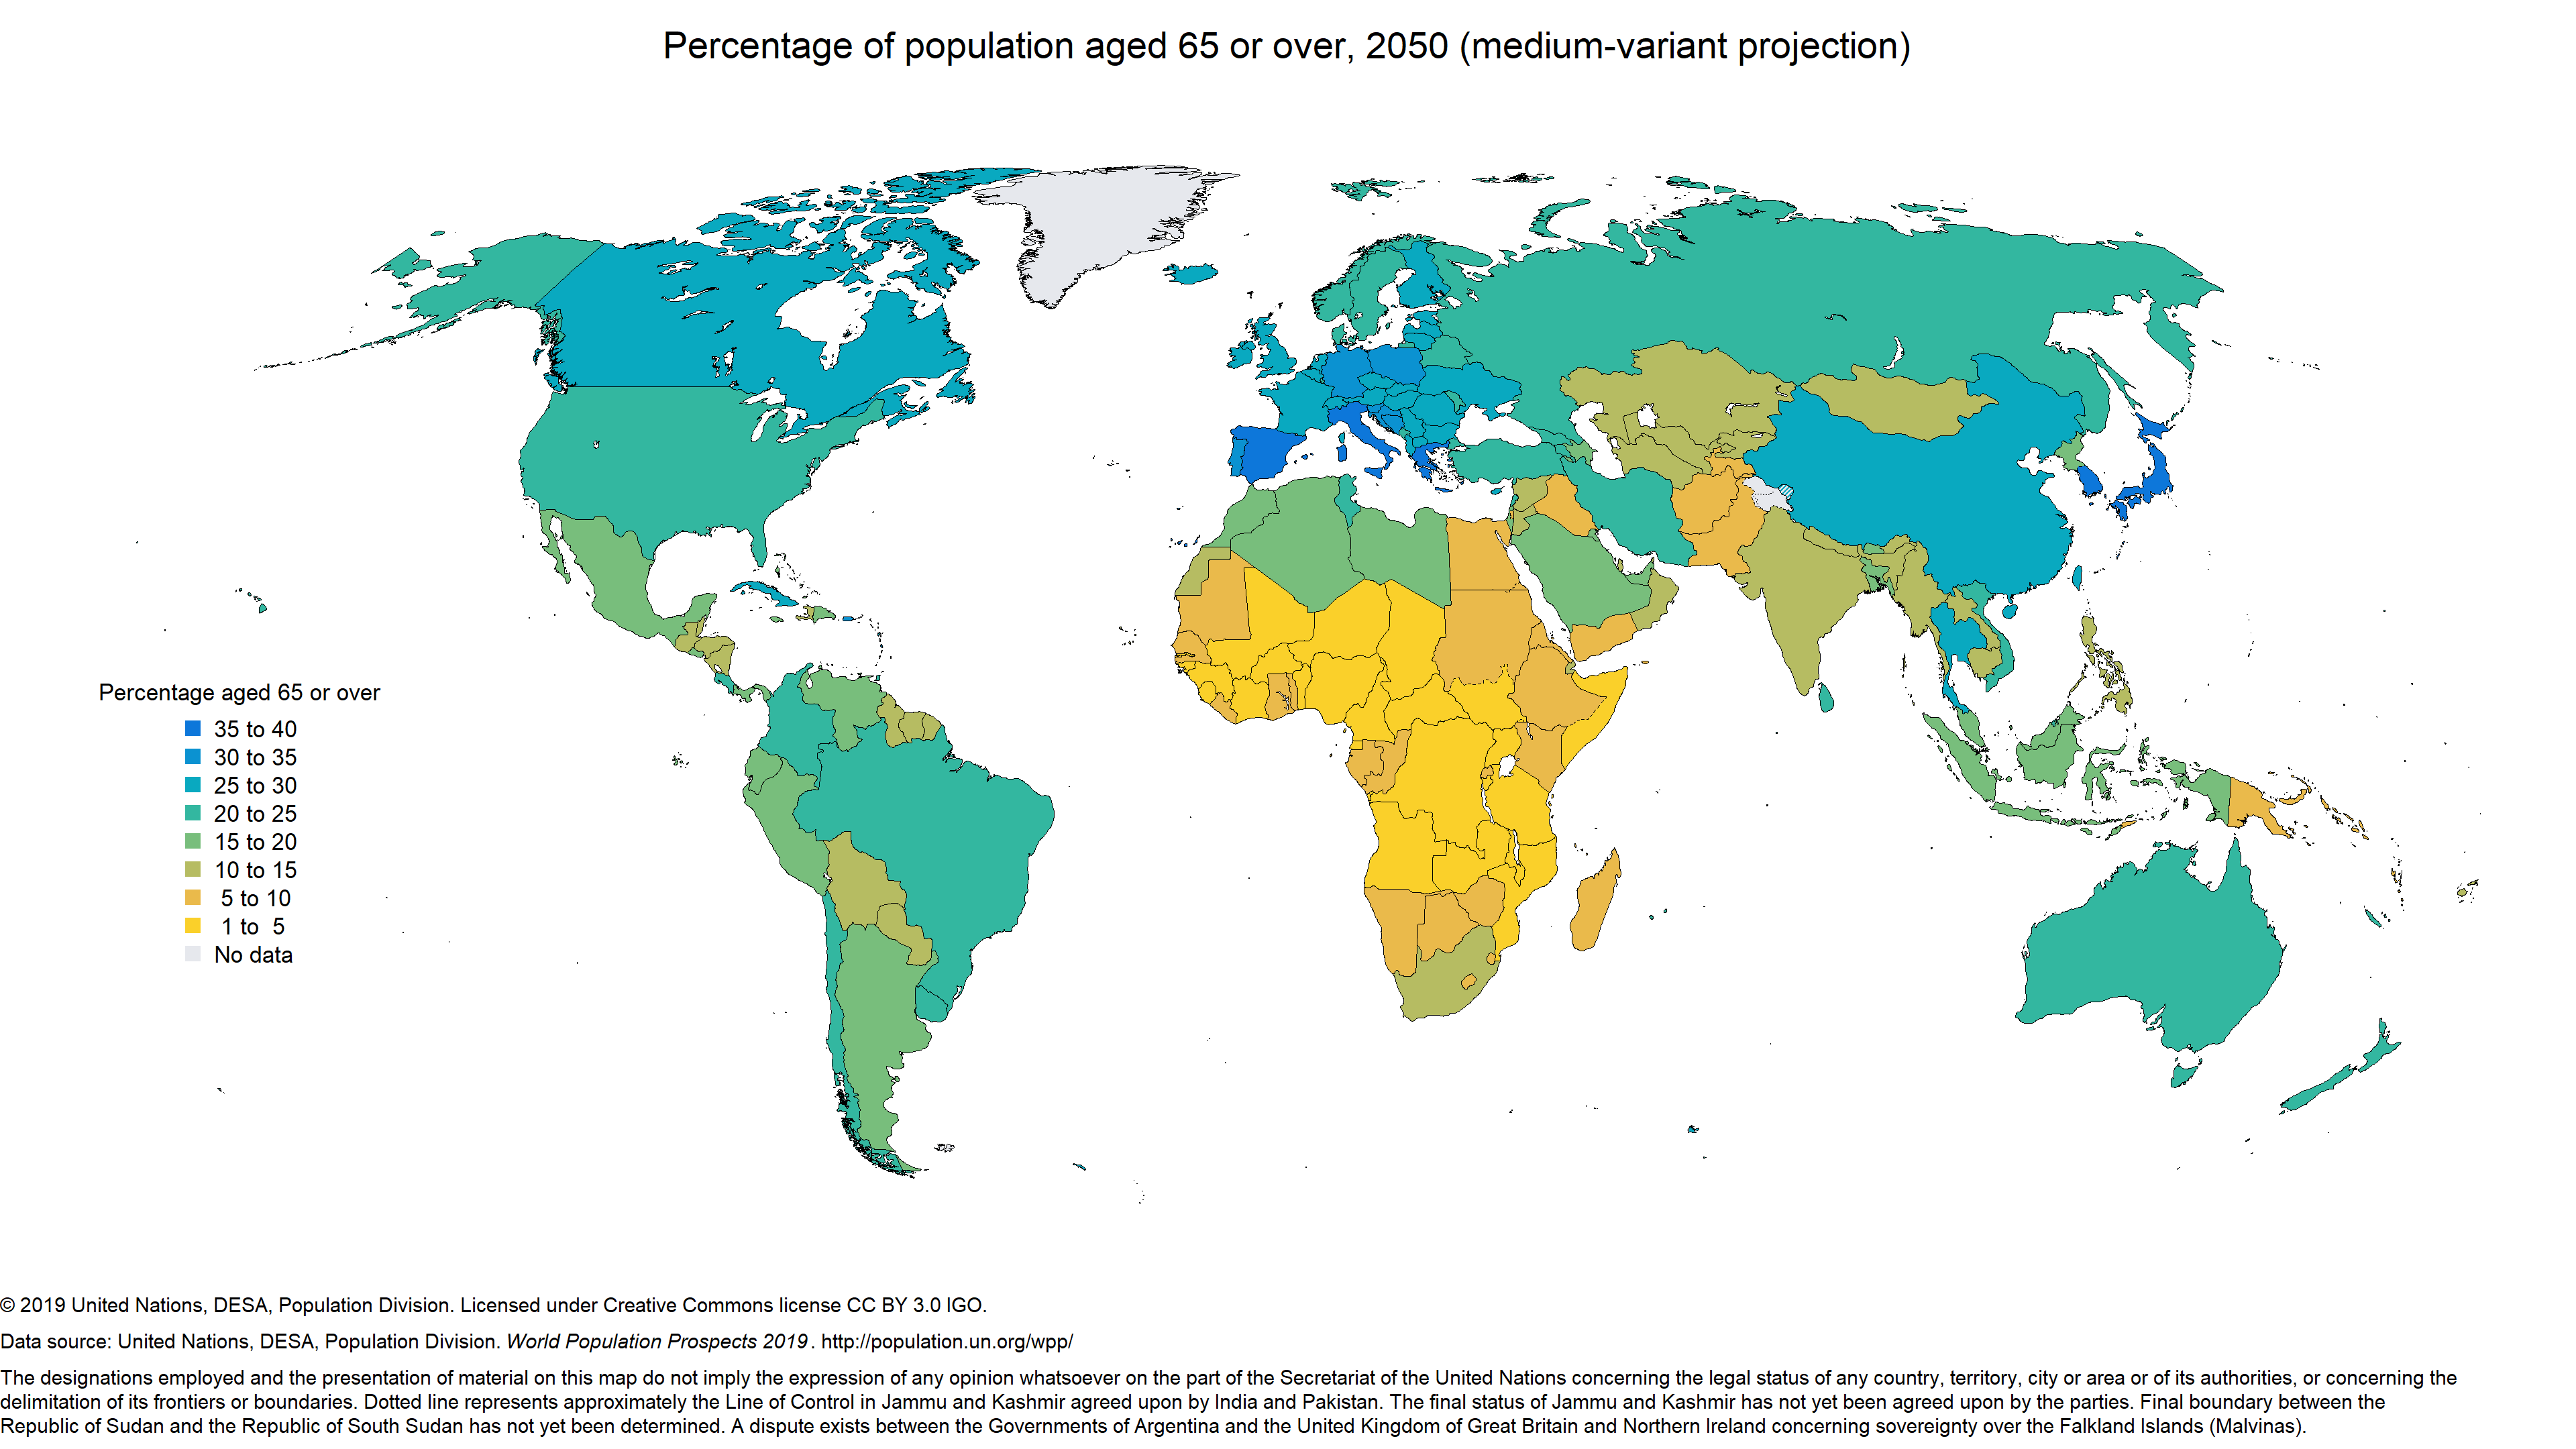 Percentage of population aged 65 or over, 2050 (medium-variant projection)
Percentage aged 65 or over
35 to 40
30 to 35
25 to 30
20 to 25
15 to 20
10 to 15
5 to 10
1 to 5
No data
© 2019 United Nations, DESA, Population Division. Licensed under Creative Commons license CC BY 3.0 IGO.
Data source: United Nations, DESA, Population Division. World Population Prospects 2019. http://population.un.org/wpp/
The designations employed and the presentation of material on this map do not imply the expression of any opinion whatsoever on the part of the Secretariat of the United Nations concerning the legal status of any country, territory, city or area or of its authorities, or concerning the
delimitation of its frontiers or boundaries. Dotted line represents approximately the Line of Control in Jammu and Kashmir agreed upon by India and Pakistan. The final status of Jammu and Kashmir has not yet been agreed upon by the parties. Final boundary between the
Republic of Sudan and the Republic of South Sudan has not yet been determined. A dispute exists between the Governments of Argentina and the United Kingdom of Great Britain and Northern Ireland concerning sovereignty over the Falkland Islands (Malvinas).